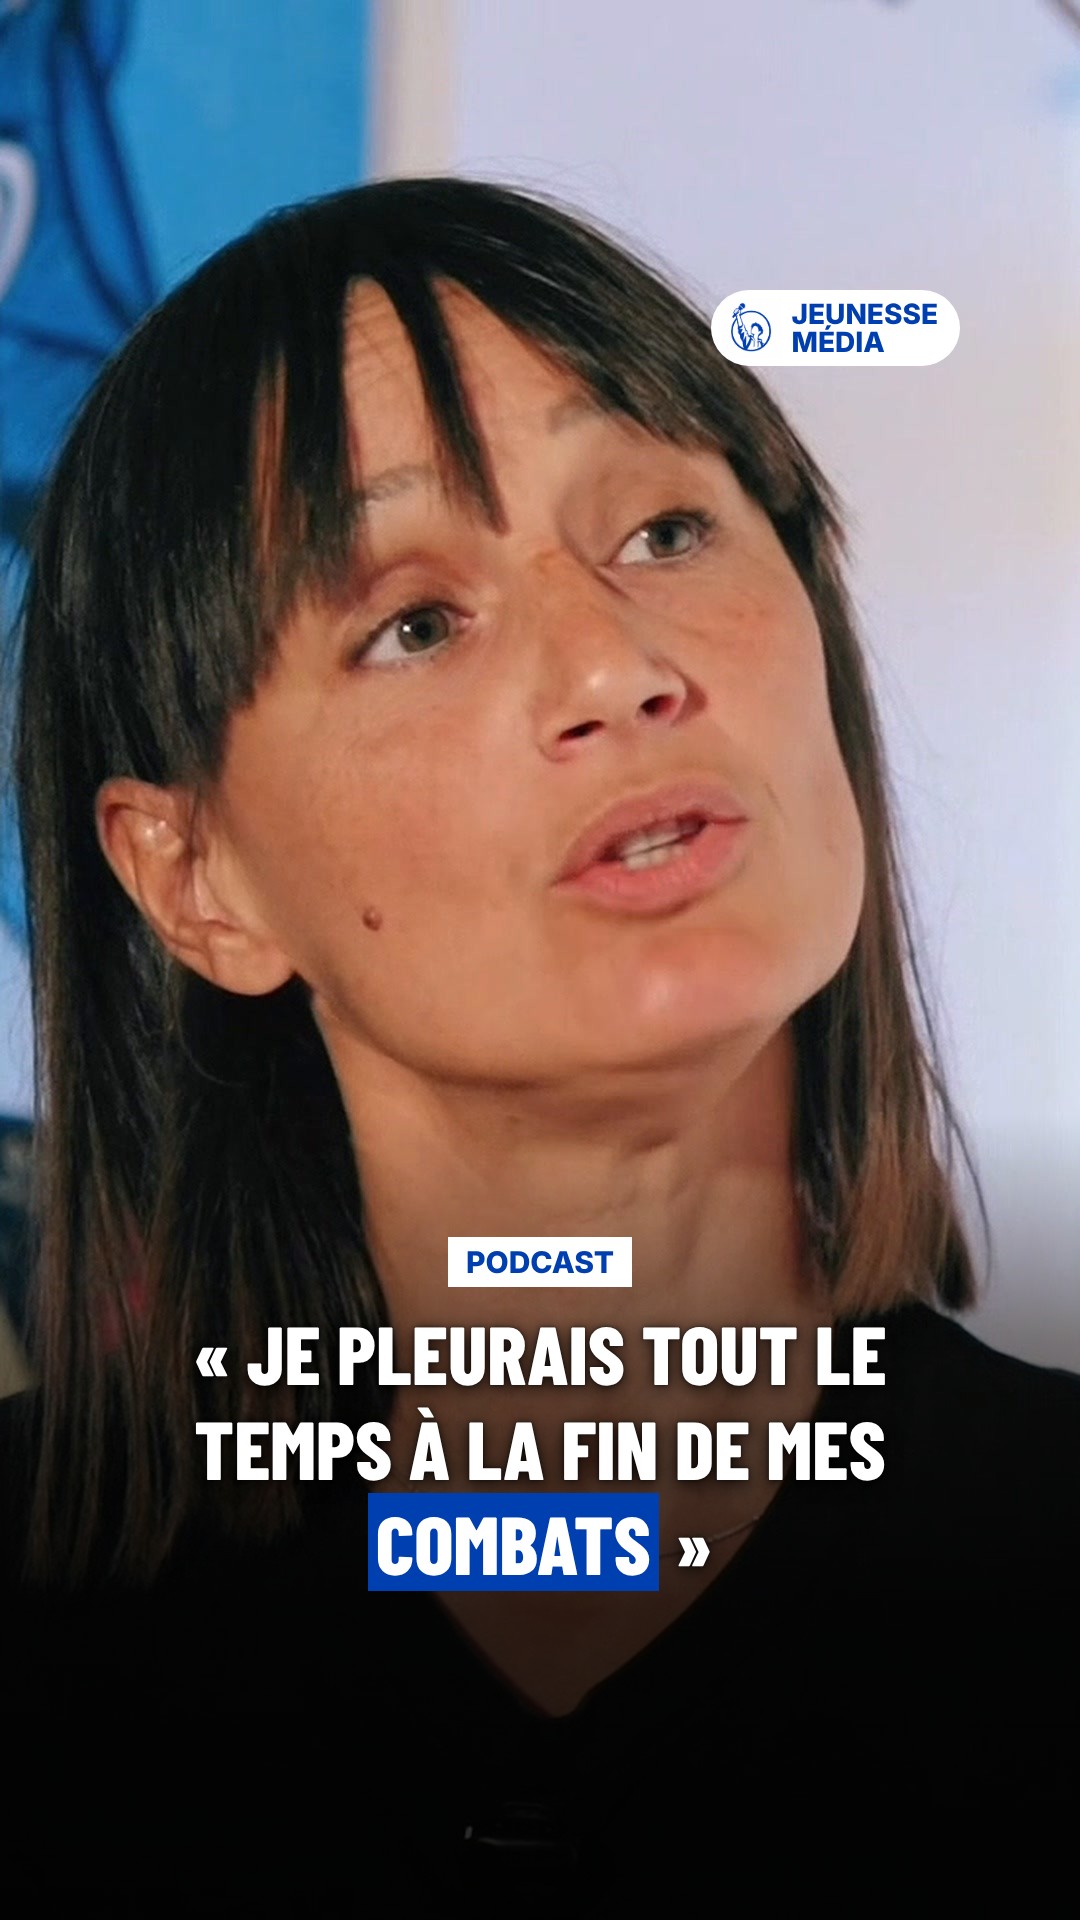 JEUNESSE
MÉDIA
PODCAST
« JE PLEURAIS TOUT LE
TEMPS À LA FIN DE MES
COMBATS »